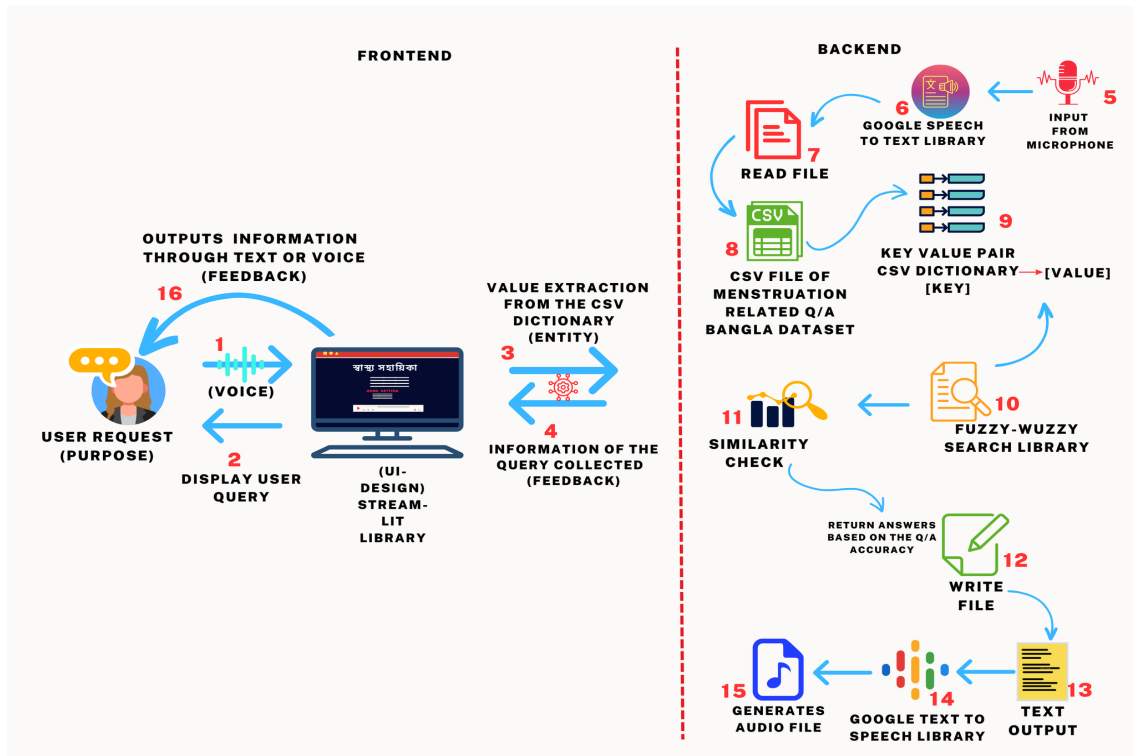 FRONTEND
OUTPUTS INFORMATION
THROUGH TEXT OR VOICE
(FEEDBACK)
16
1
(VOICE)
USER REQUEST
(PURPOSE)
2
DISPLAY USER
QUERY
স্বাস্থ্য সহায়িকা
(UI-
DESIGN)
STREAM-
LIT
LIBRARY
VALUE EXTRACTION
FROM THE CSV
DICTIONARY
(ENTITY)
3
4
INFORMATION OF THE
QUERY COLLECTED
(FEEDBACK)
BACKEND
5
INPUT
FROM
MICROPHONE
6
GOOGLE SPEECH
TO TEXT LIBRARY
7
READ FILE
CSV
8
CSV FILE OF
MENSTRUATION
RELATED Q/A
BANGLA DATASET
9
KEY VALUE PAIR
CSV DICTIONARY [VALUE]
[KEY]
10
FUZZY-WUZZY
SEARCH LIBRARY
11
SIMILARITY
CHECK
RETURN ANSWERS
BASED ON THE Q/A
ACCURACY
12
WRITE
FILE
13
TEXT
OUTPUT
14
GOOGLE TEXT TO
SPEECH LIBRARY
15
GENERATES
AUDIO FILE